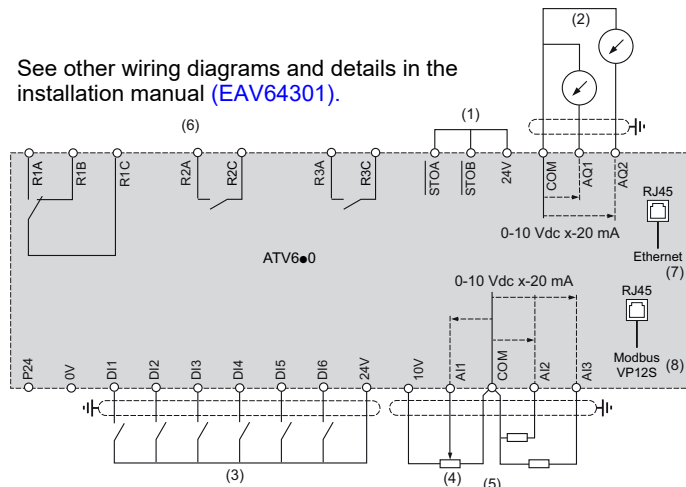 (2)
See other wiring diagrams and details in the
installation manual (EAV64301).
(6)
(1)
R1A
R1B
R1C
R2A
R2C
R3A
R3C
STOA
STOB
24V
COM
AQ1
AQ2
RJ45
0-10 Vdc x-20 mA
Ethernet
(7)
ATV6●0
0-10 Vdc x-20 mA
RJ45
Modbus
VP12S
(8)
P24
0V
DI1
DI2
DI3
DI4
DI5
DI6
24V
10V
AI1
COM
AI2
AI3
(3)
(4)
(5)